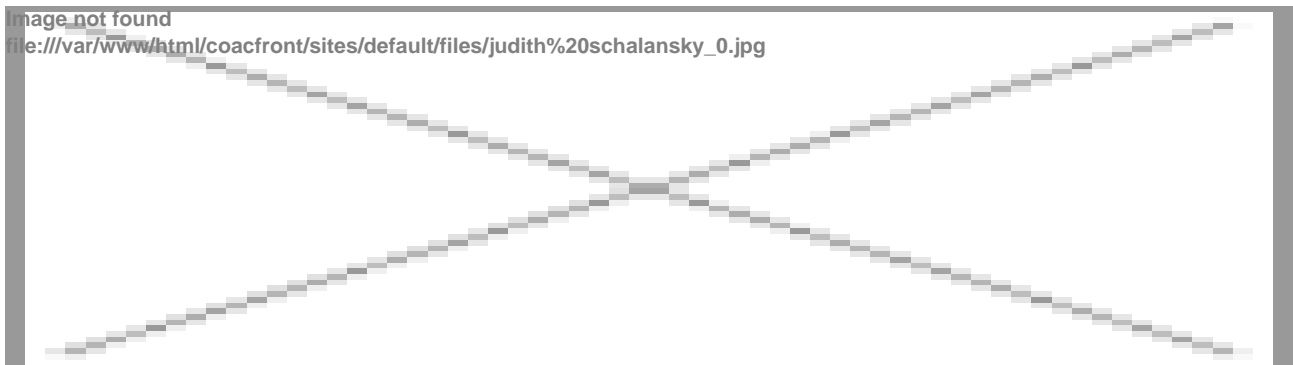 Image not found
file:///var/www/html/coacfront/sites/default/files/judith%20schalansky_0.jpg